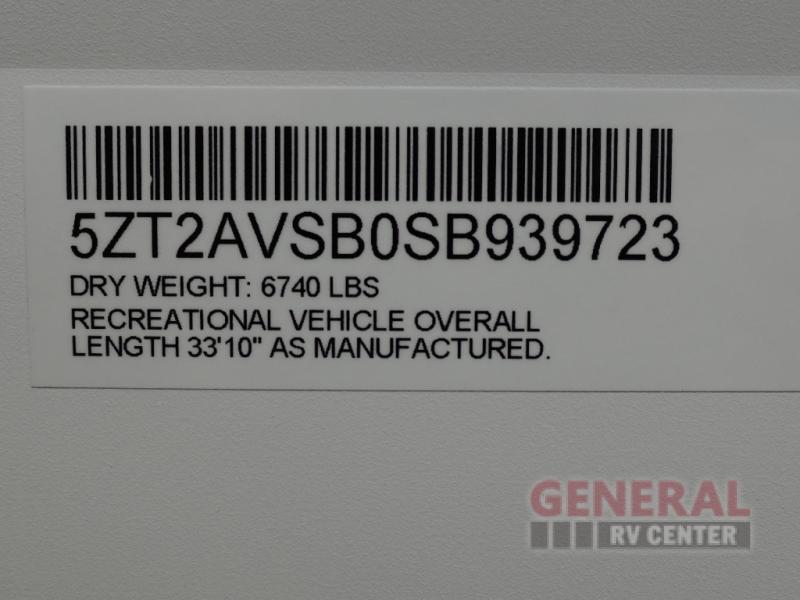 5ZT2AVSB0SB939723
DRY WEIGHT: 6740 LBS
RECREATIONAL VEHICLE OVERALL
LENGTH 33'10" AS MANUFACTURED.
GENERAL
RV CENTER